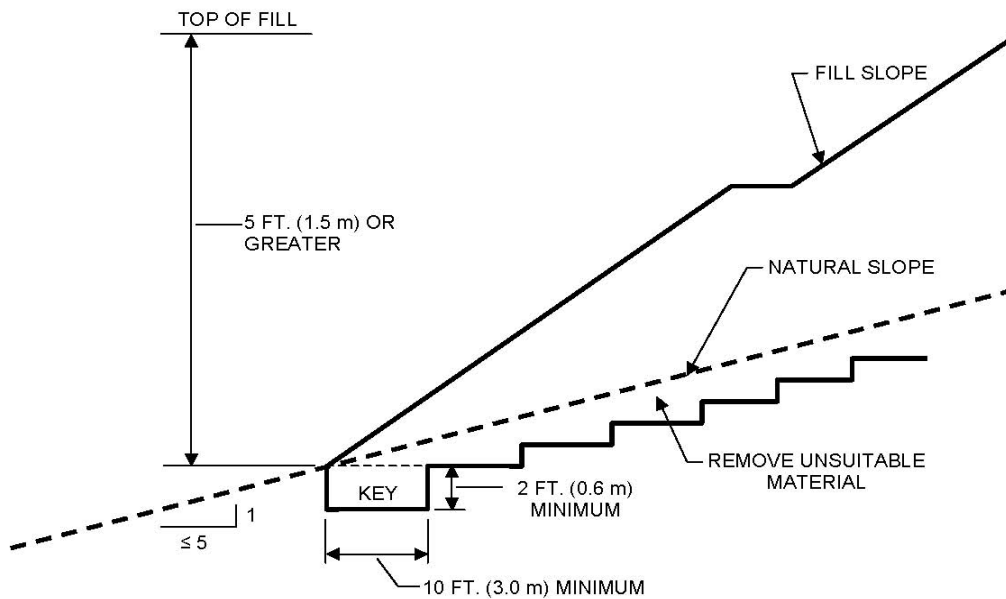 TOP OF FILL
FILL SLOPE
5 FT. (1.5 m) OR
GREATER
NATURAL SLOPE
REMOVE UNSUITABLE
MATERIAL
KEY
2 FT. (0.6 m)
MINIMUM
1
≤ 5
10 FT. (3.0 m) MINIMUM